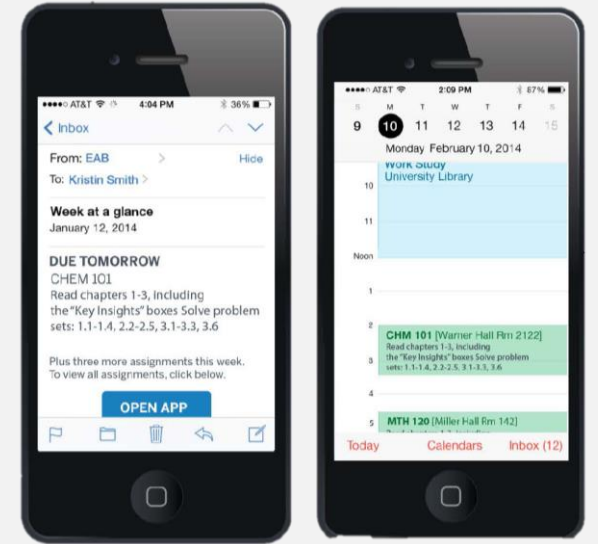 AT&T 4:04 PM 36%
Inbox
From: EAB Hide
To: Kristin Smith
Week at a glance
January 12, 2014
DUE TOMORROW
CHEM 101
Read chapters 1-3, including
the "Key Insights" boxes Solve problem
sets: 1.1-1.4, 2.2-2.5, 3.1-3.3, 3.6
Plus three more assignments this week.
To view all assignments, click below.
OPEN APP
AT&T 2:09 PM 87%
S M T W T F S
9 10 11 12 13 14 15
Monday February 10, 2014
Work Study
University Library
10
11
Noon
1
2
CHM 101 [Warner Hall Rm 2122]
Read chapters 1-3, including
the "Key Insights" boxes Solve problem
sets: 1.1-1.4, 2.2-2.5, 3.1-3.3, 3.6
3
4
5
MTH 120 [Miller Hall Rm 142]
Today Calendars Inbox (12)